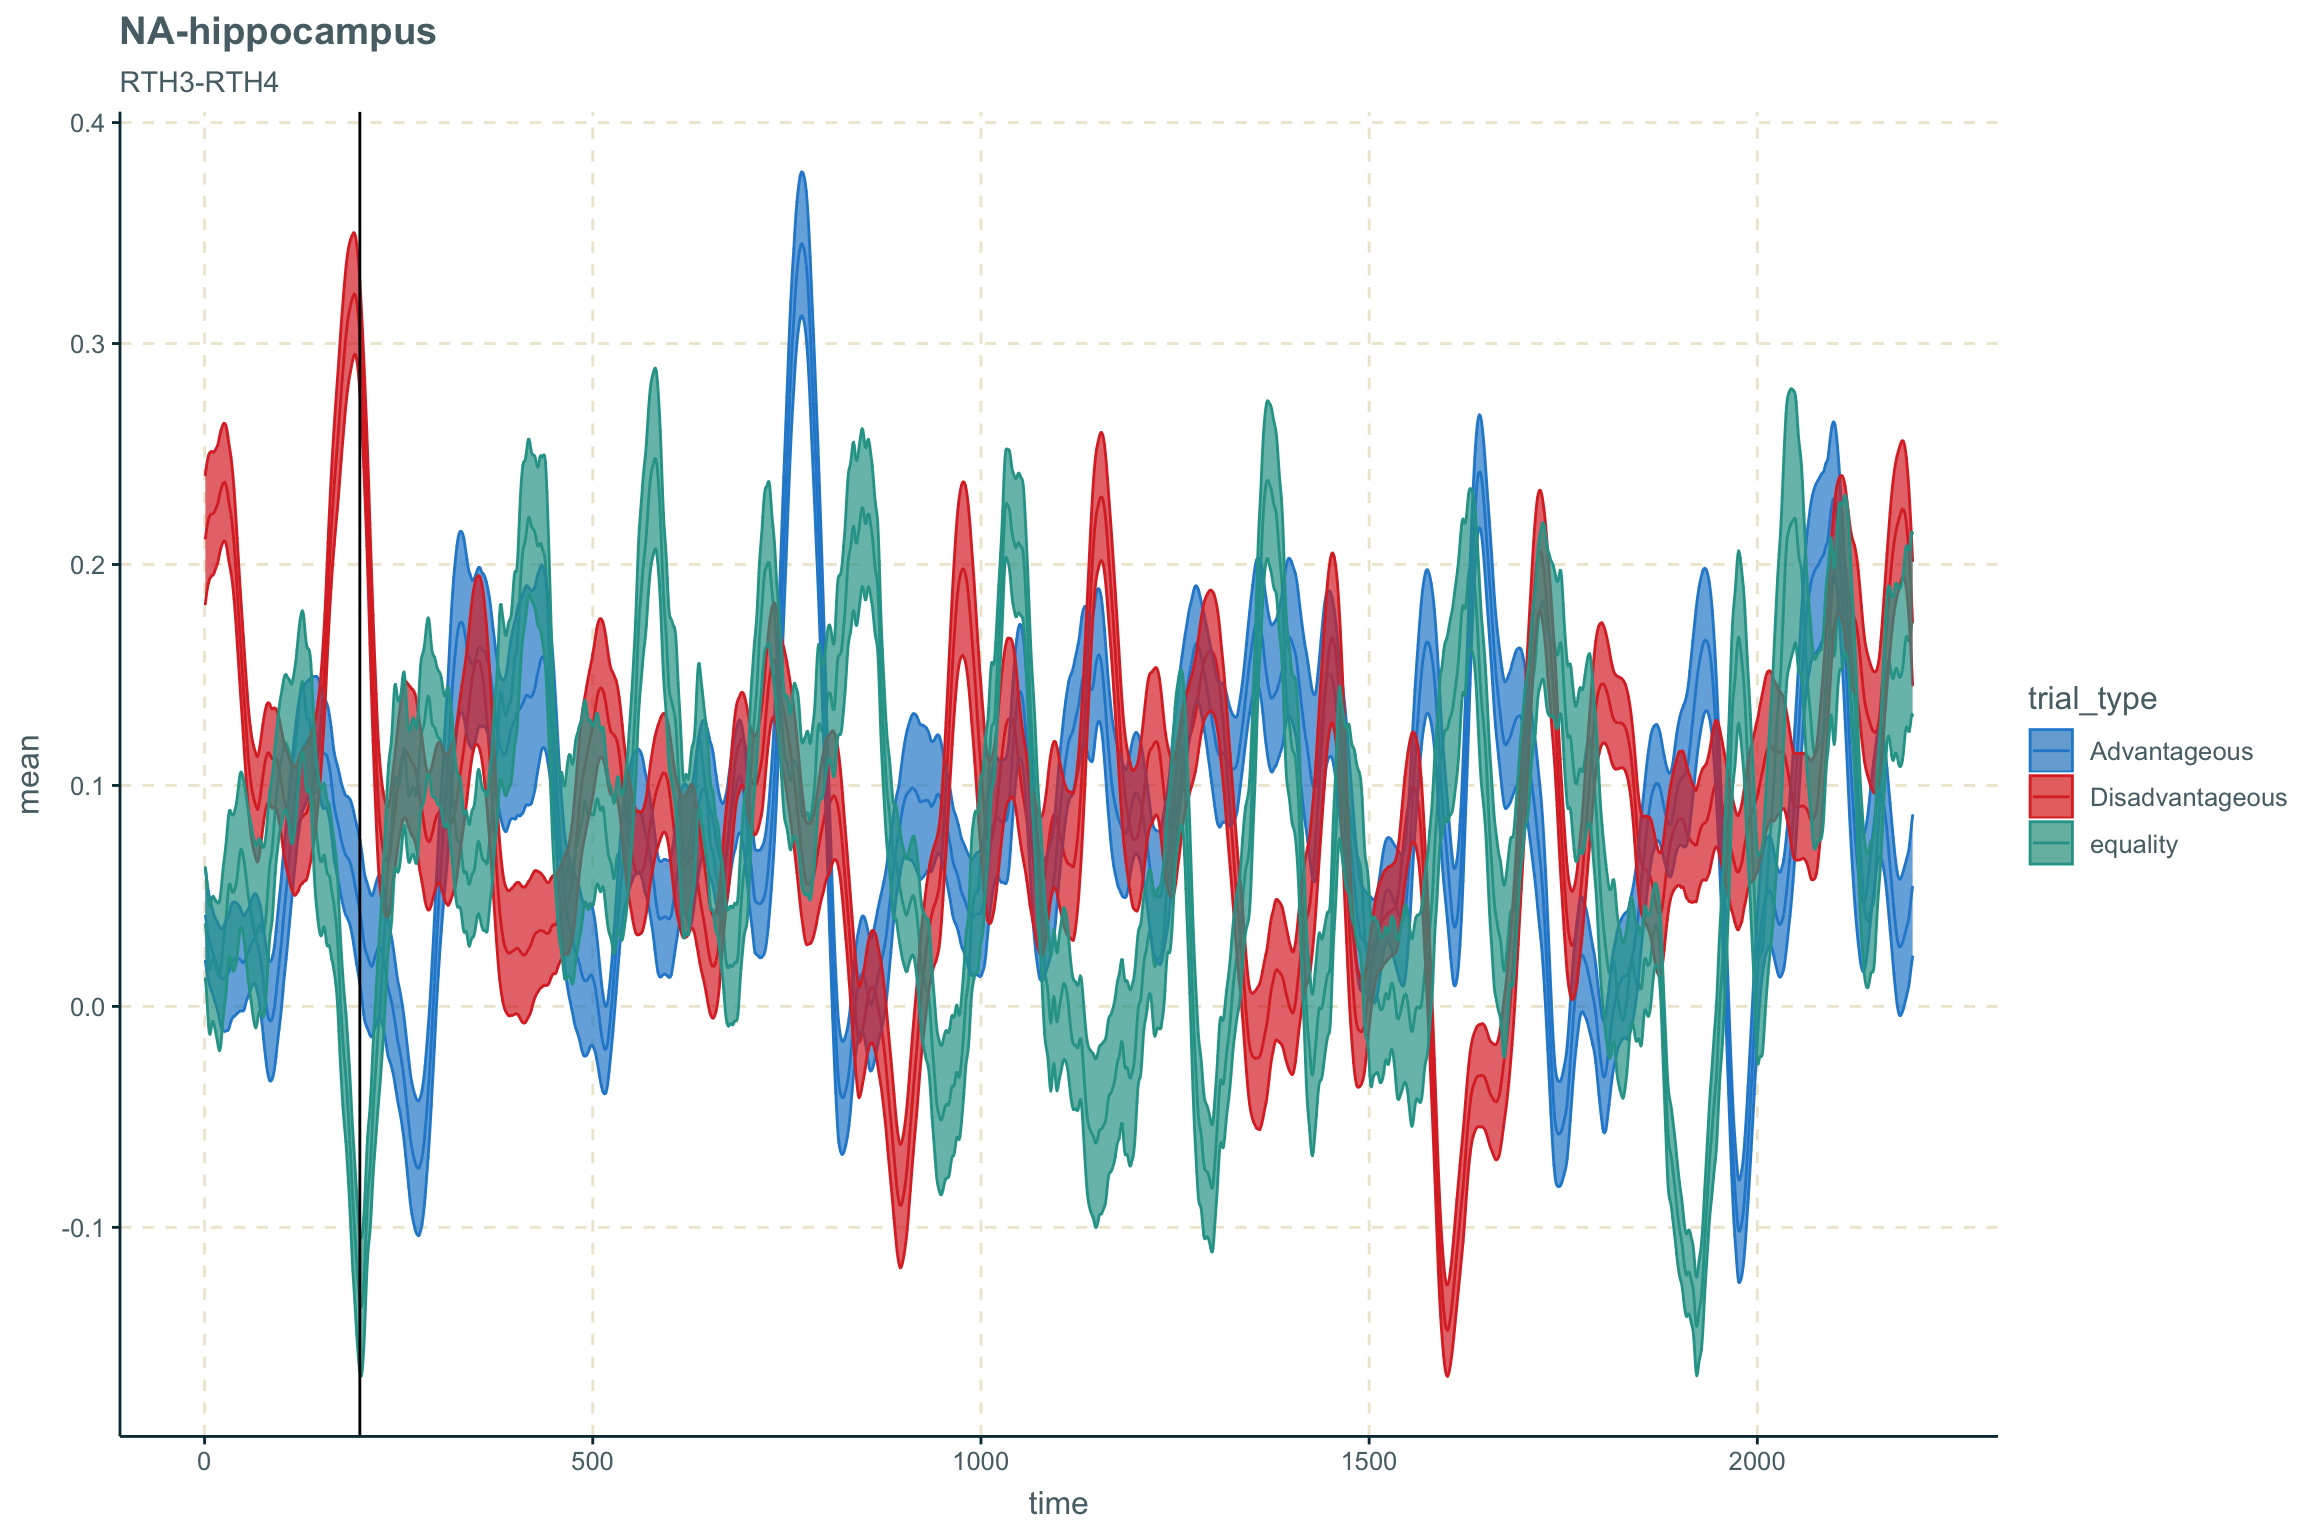 NA-hippocampus
RTH3-RTH4
0.4
0.3
0.2
0.1
0.0
-0.1
mean
0
500
1000
1500
2000
time
trial_type
Advantageous
Disadvantageous
equality